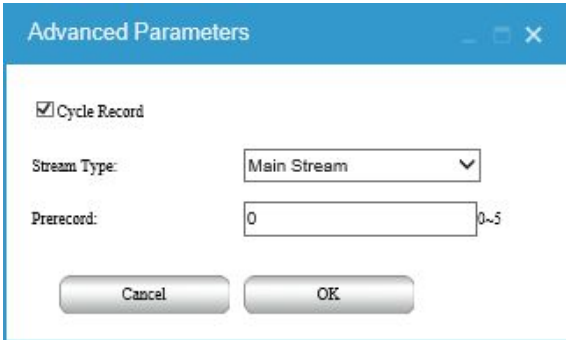 Advanced Parameters
Cycle Record
Stream Type: Main Stream
Prerecord: 0 0~5
Cancel OK